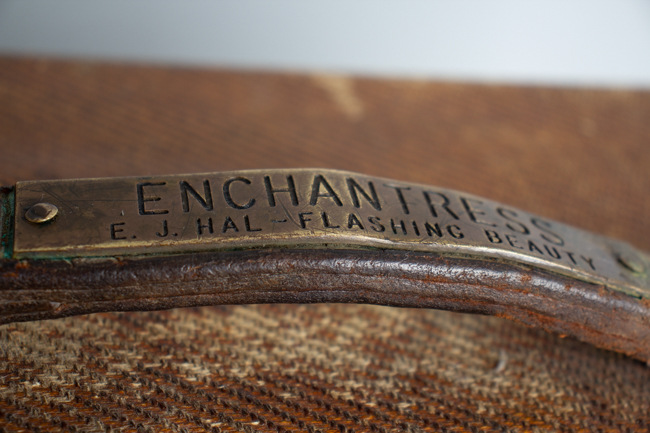 ENCHANTRESS
E. J. HAL - FLASHING BEAUTY